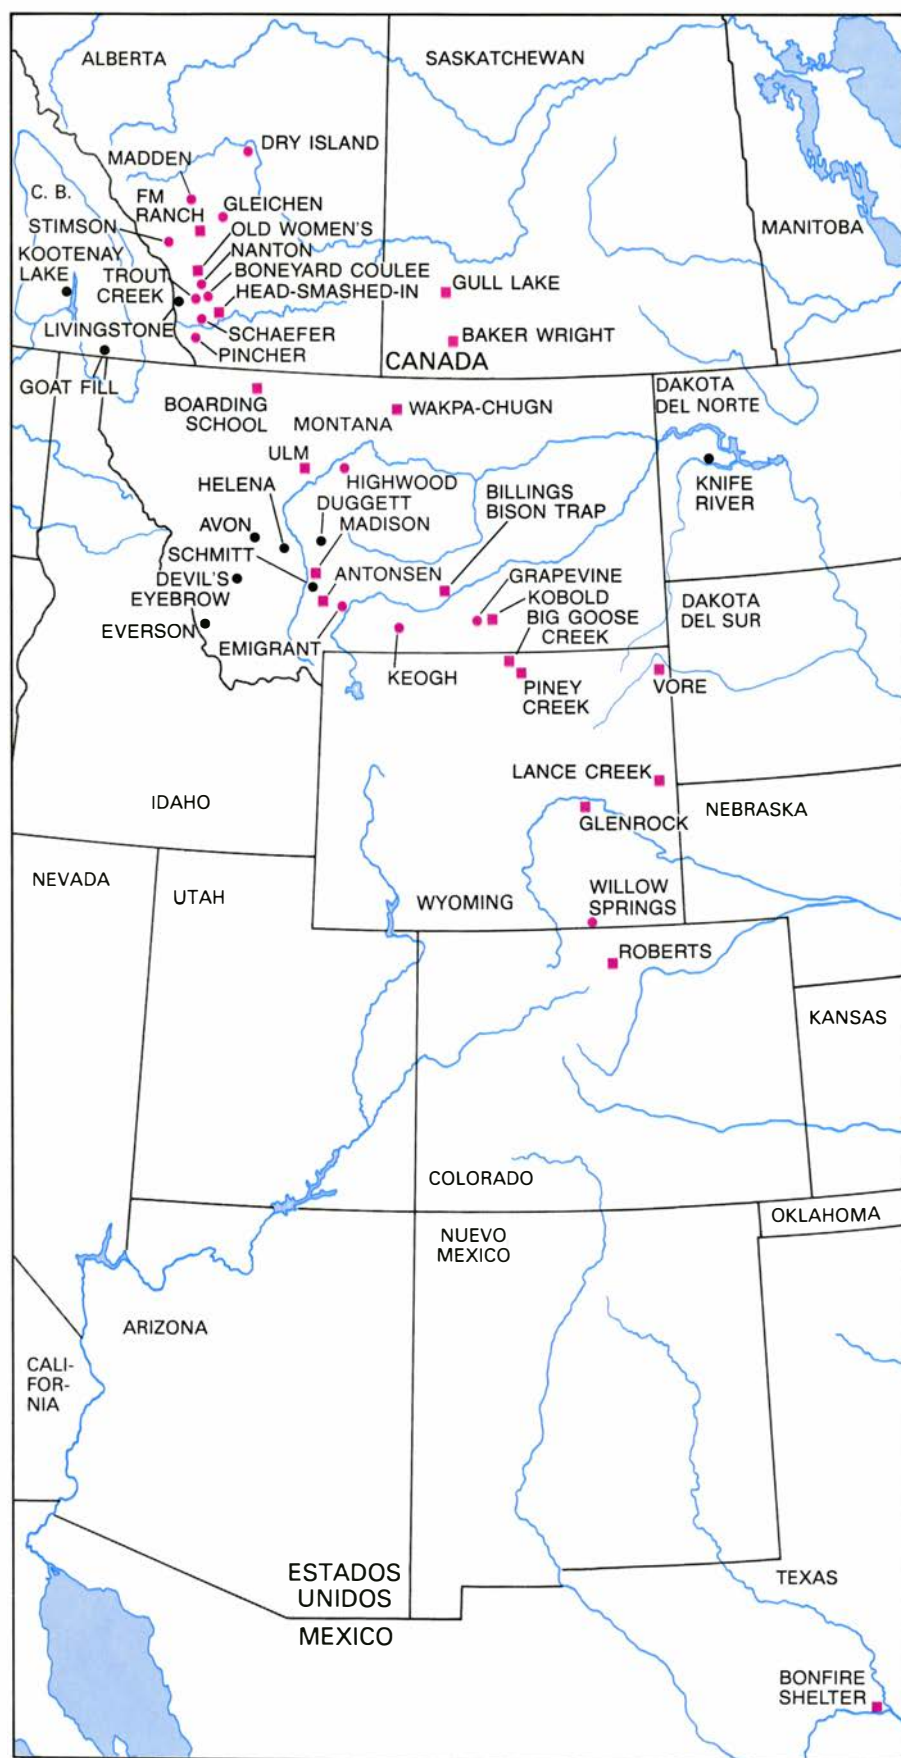 ALBERTA
SASKATCHEWAN
DRY ISLAND
MADDEN
C. B.
FM
RANCH
GLEICHEN
STIMSON
OLD WOMEN'S
MANITOBA
KOOTENAY
LAKE
NANTON
TROUT
CREEK
BONEYARD COULEE
HEAD-SMASHED-IN
GULL LAKE
LIVINGSTONE
SCHAEFER
BAKER WRIGHT
PINCHER
CANADA
GOAT FILL
BOARDING
SCHOOL
MONTANA
WAKPA-CHUGN
DAKOTA
DEL NORTE
ULM
HELENA
HIGHWOOD
KNIFE
RIVER
DUGGETT
BILLINGS
BISON TRAP
AVON
MADISON
SCHMITT
DEVIL'S
EYEBROW
ANTONSEN
GRAPEVINE
KOBOLD
BIG GOOSE
CREEK
DAKOTA
DEL SUR
EVERSON
EMIGRANT
KEOGH
PINEY
CREEK
VORE
LANCE CREEK
IDAHO
GLENROCK
NEBRASKA
NEVADA
UTAH
WYOMING
WILLOW
SPRINGS
ROBERTS
KANSAS
COLORADO
OKLAHOMA
NUEVO
MEXICO
ARIZONA
CALI-
FOR-
NIA
ESTADOS
UNIDOS
MEXICO
TEXAS
BONFIRE
SHELTER